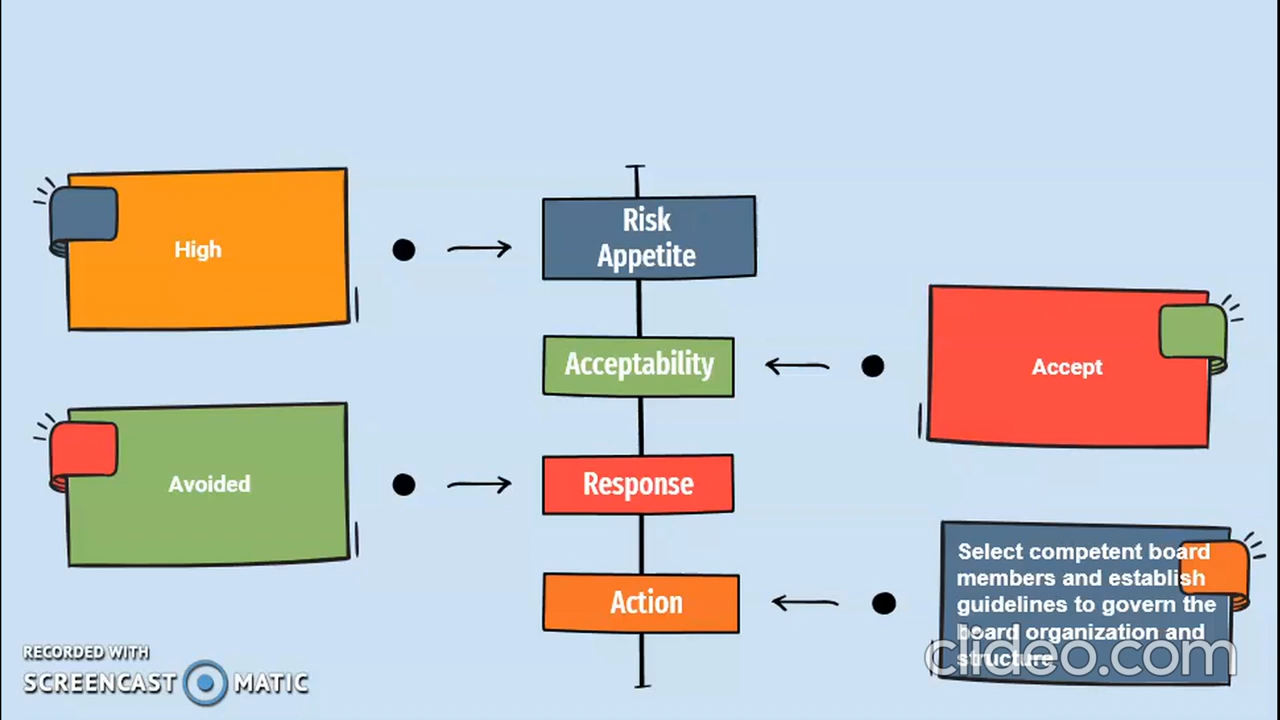 High
Risk
Appetite
Acceptability
Accept
Avoided
Response
Action
Select competent board
members and establish
guidelines to govern the
board organization and
structure
RECORDED WITH
SCREENCAST MATIC
clideo.com